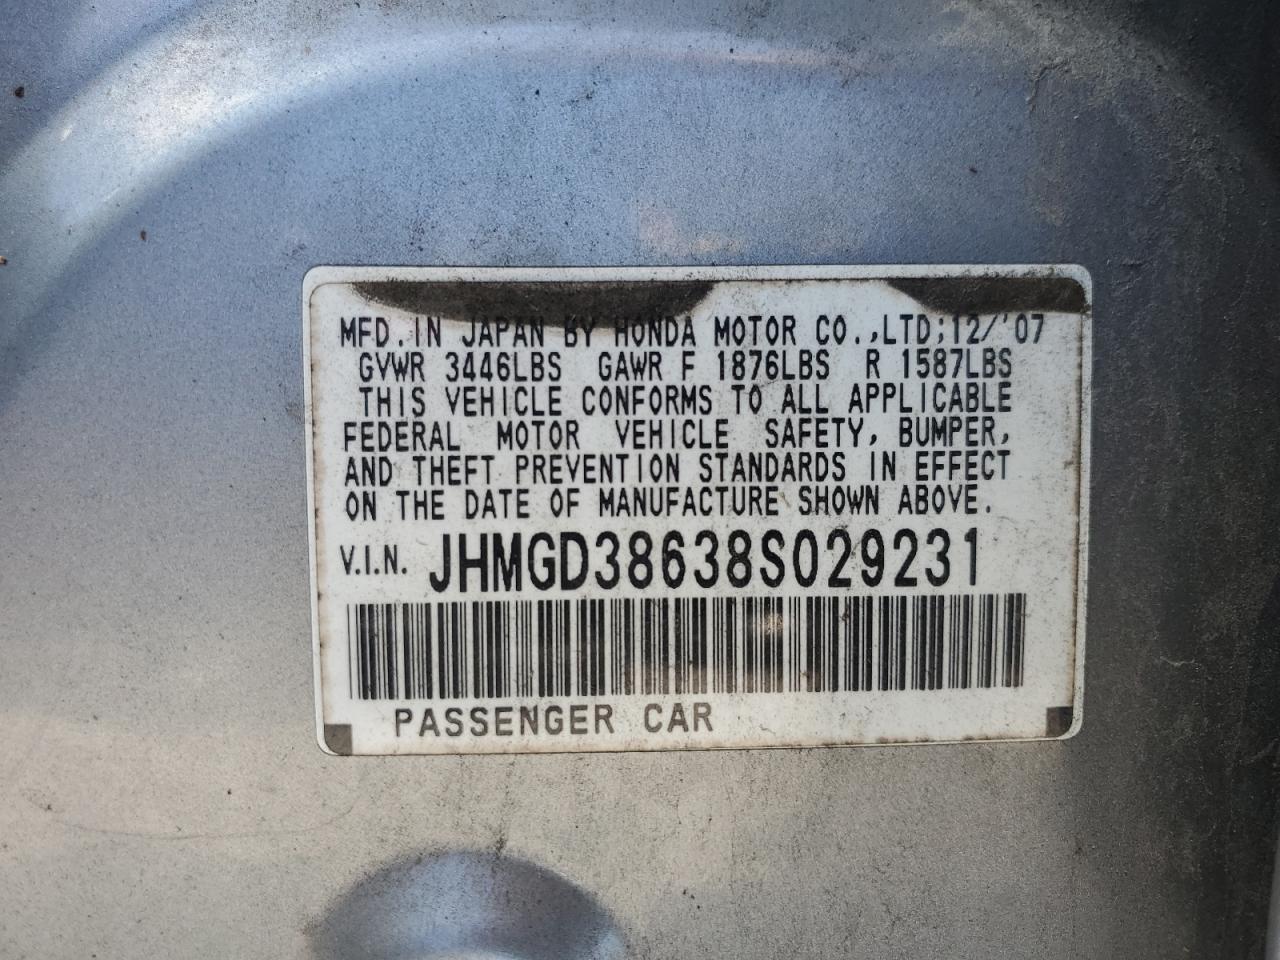 MFD. IN JAPAN BY HONDA MOTOR CO.,LTD;12/'07
GVWR 3446LBS GAWR F 1876LBS R 1587LBS
THIS VEHICLE CONFORMS TO ALL APPLICABLE
FEDERAL MOTOR VEHICLE SAFETY, BUMPER,
AND THEFT PREVENTION STANDARDS IN EFFECT
ON THE DATE OF MANUFACTURE SHOWN ABOVE.
V.I.N. JHMGD38638S029231
PASSENGER CAR